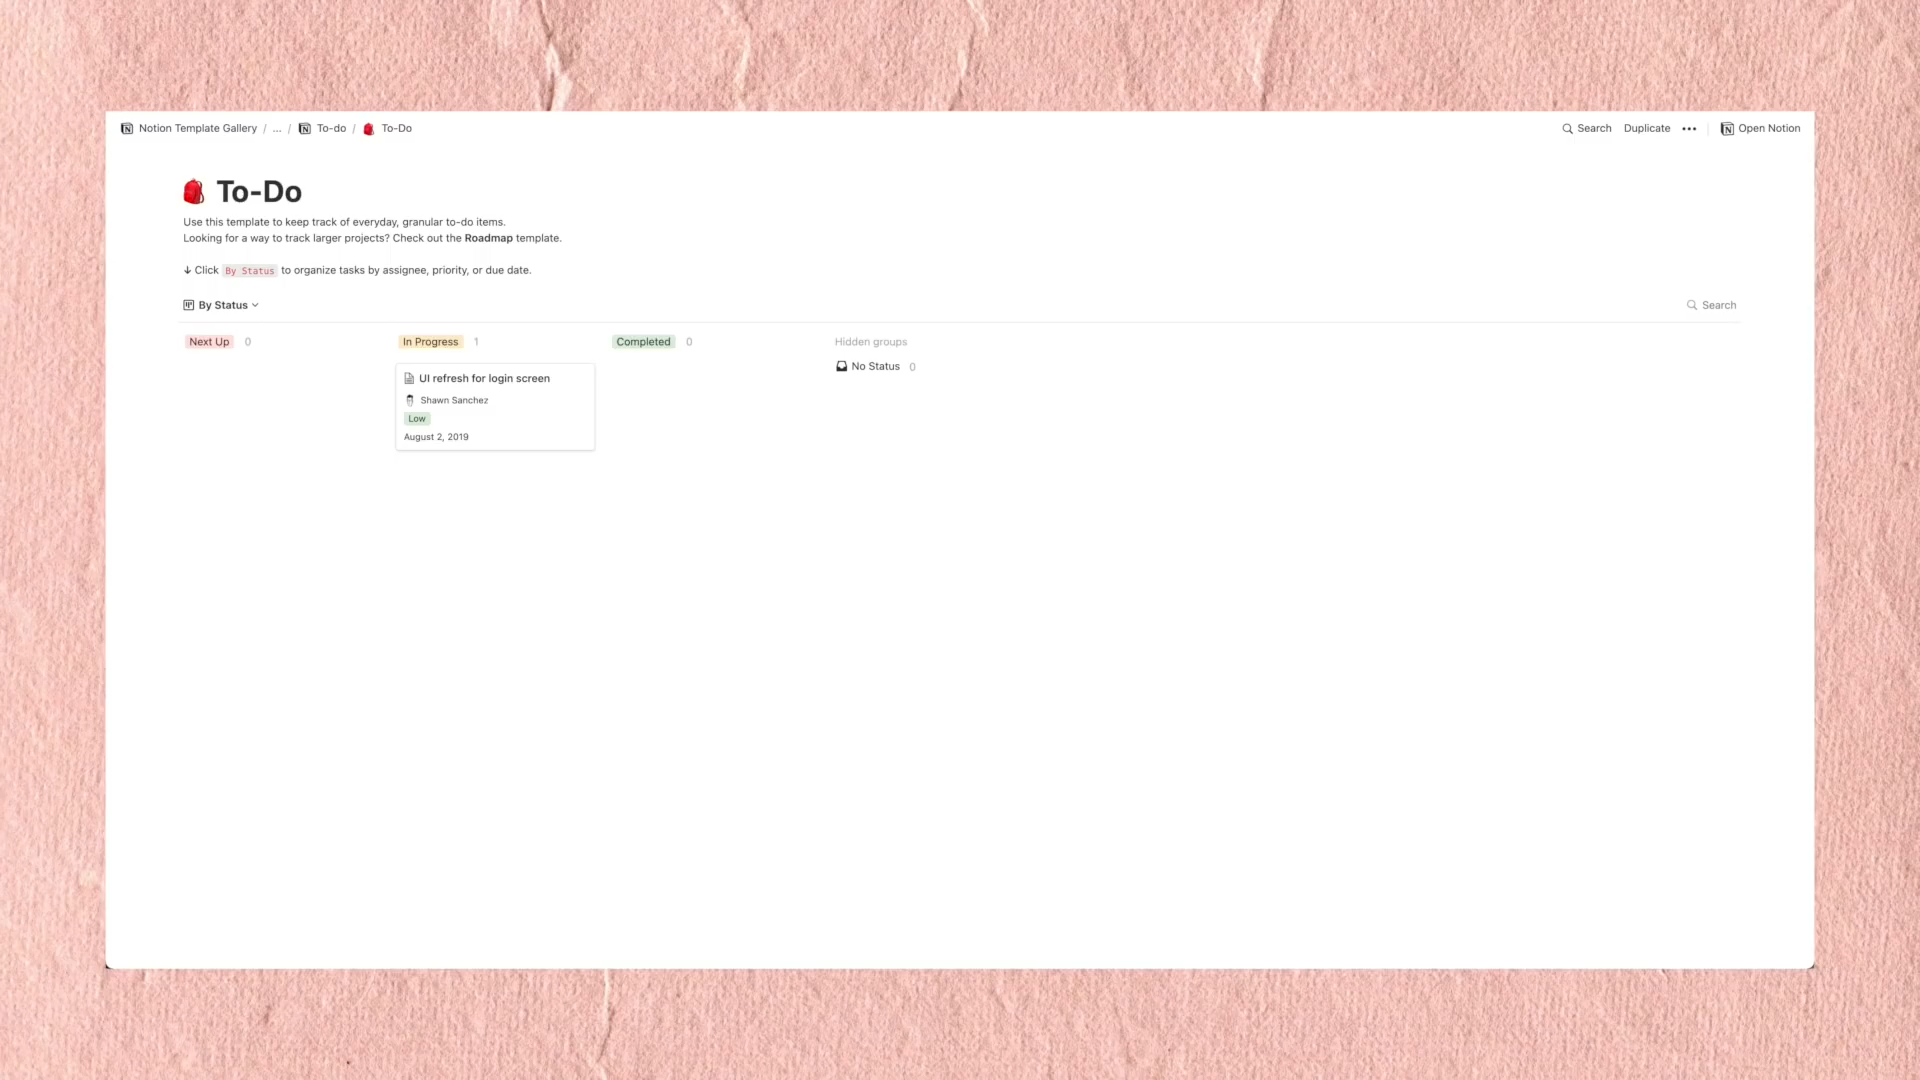 Notion Template Gallery / ... / To-do / To-Do
Search Duplicate ••• Open Notion
To-Do
Use this template to keep track of everyday, granular to-do items.
Looking for a way to track larger projects? Check out the Roadmap template.
↓ Click By Status to organize tasks by assignee, priority, or due date.
By Status
Search
Next Up 0
In Progress 1
Completed 0
Hidden groups
No Status 0
UI refresh for login screen
Shawn Sanchez
Low
August 2, 2019